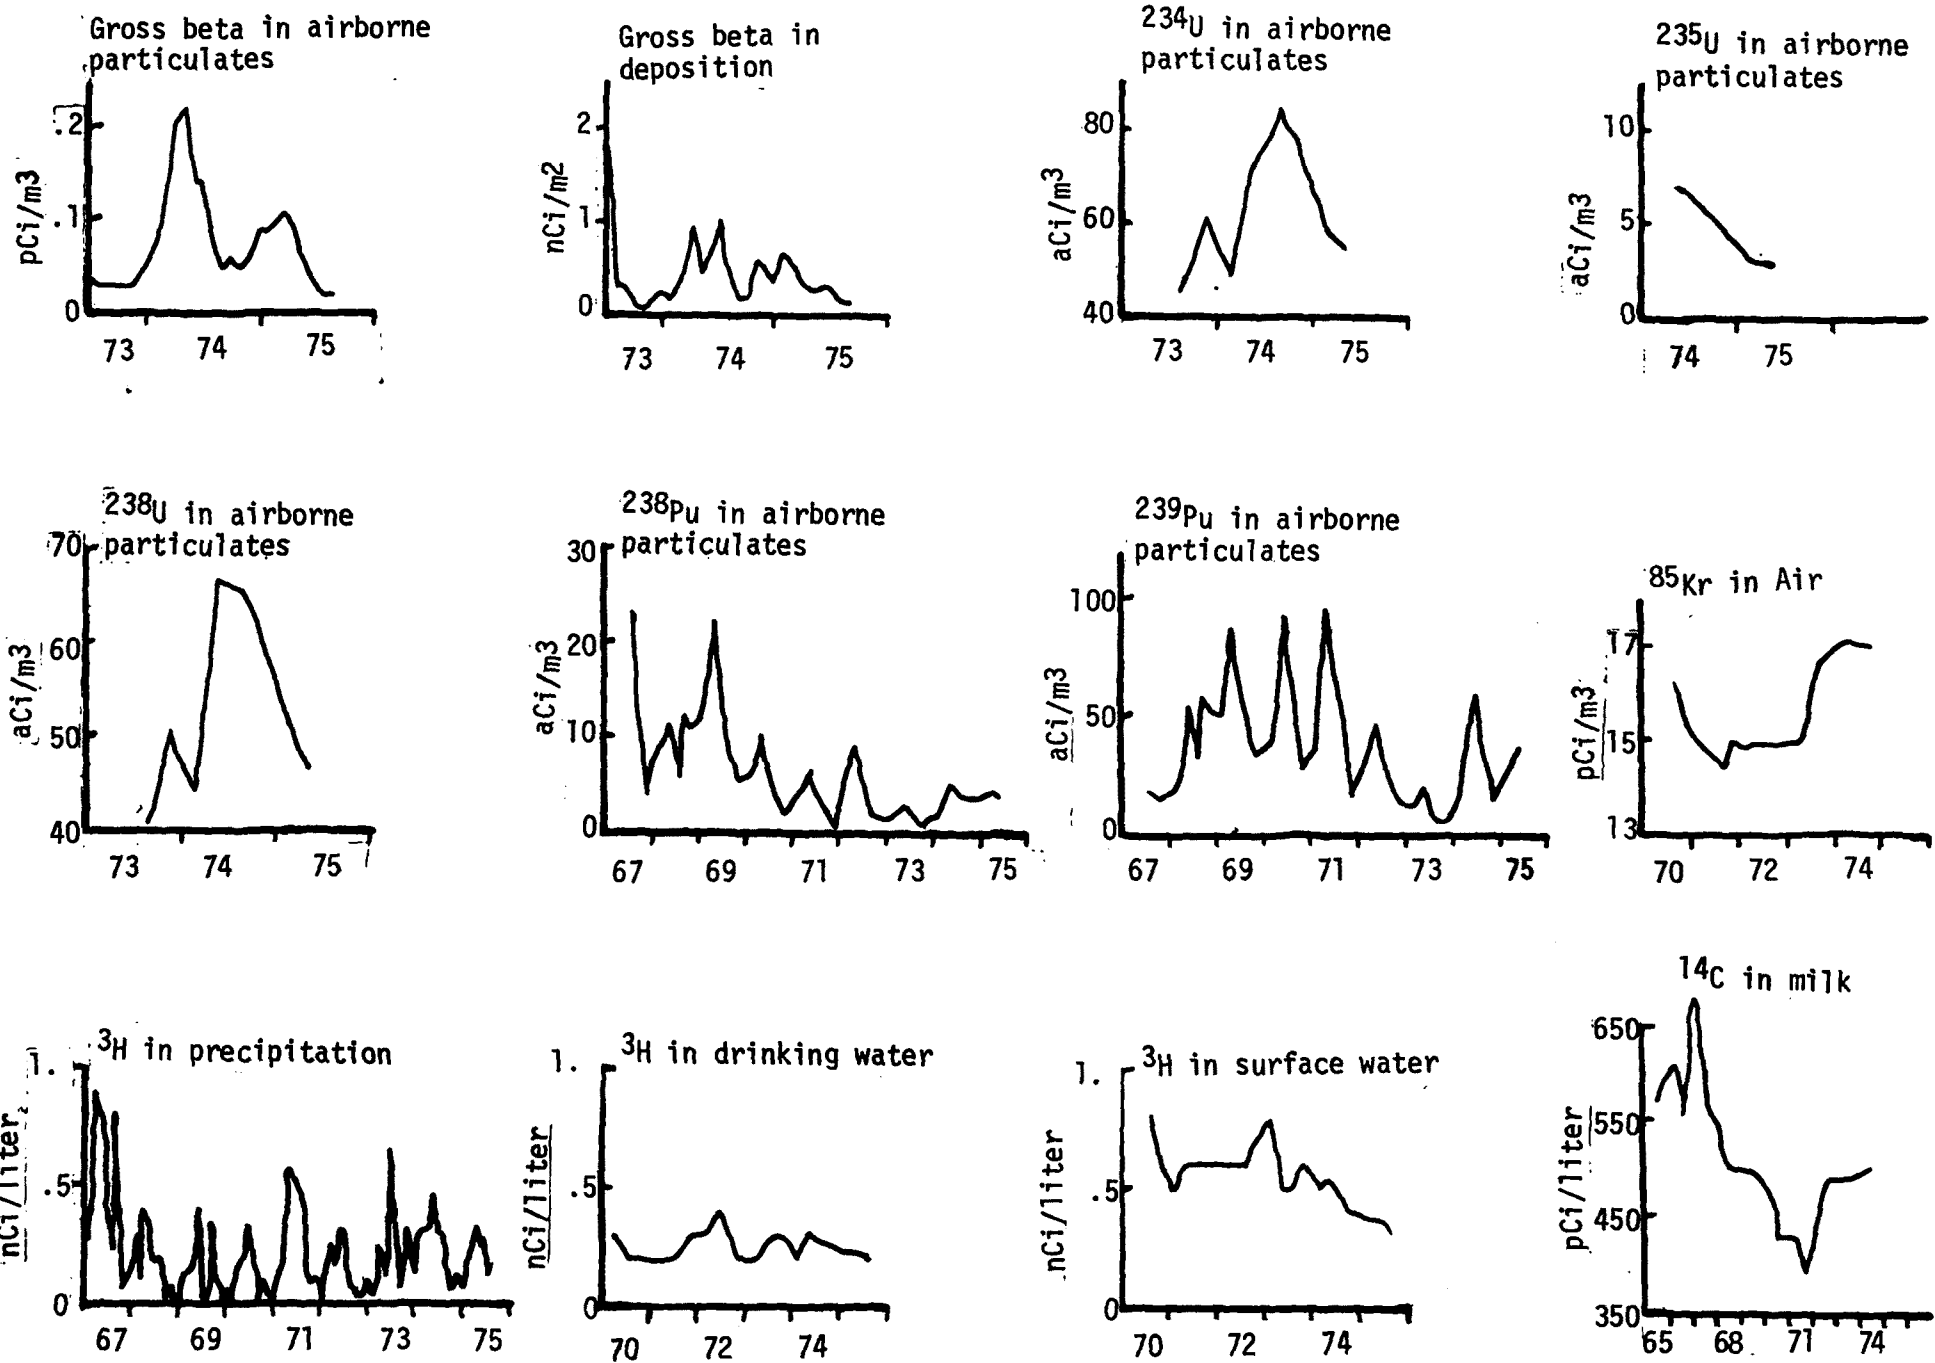 Gross beta in airborne
particulates
pCi/m3
.2
.1
0
73 74 75
Gross beta in
deposition
nCi/m2
2
1
0
73 74 75
234U in airborne
particulates
aCi/m3
80
60
40
73 74 75
235U in airborne
particulates
aCi/m3
10
5
0
74 75
238U in airborne
particulates
aCi/m3
70
60
50
40
73 74 75
238Pu in airborne
particulates
aCi/m3
30
20
10
0
67 69 71 73 75
239Pu in airborne
particulates
aCi/m3
100
50
0
67 69 71 73 75
85Kr in Air
pCi/m3
17
15
13
70 72 74
3H in precipitation
nCi/liter
1.
.5
0
67 69 71 73 75
3H in drinking water
nCi/liter
1.
.5
0
70 72 74
3H in surface water
nCi/liter
1.
.5
0
70 72 74
14C in milk
pCi/liter
650
550
450
350
65 68 71 74